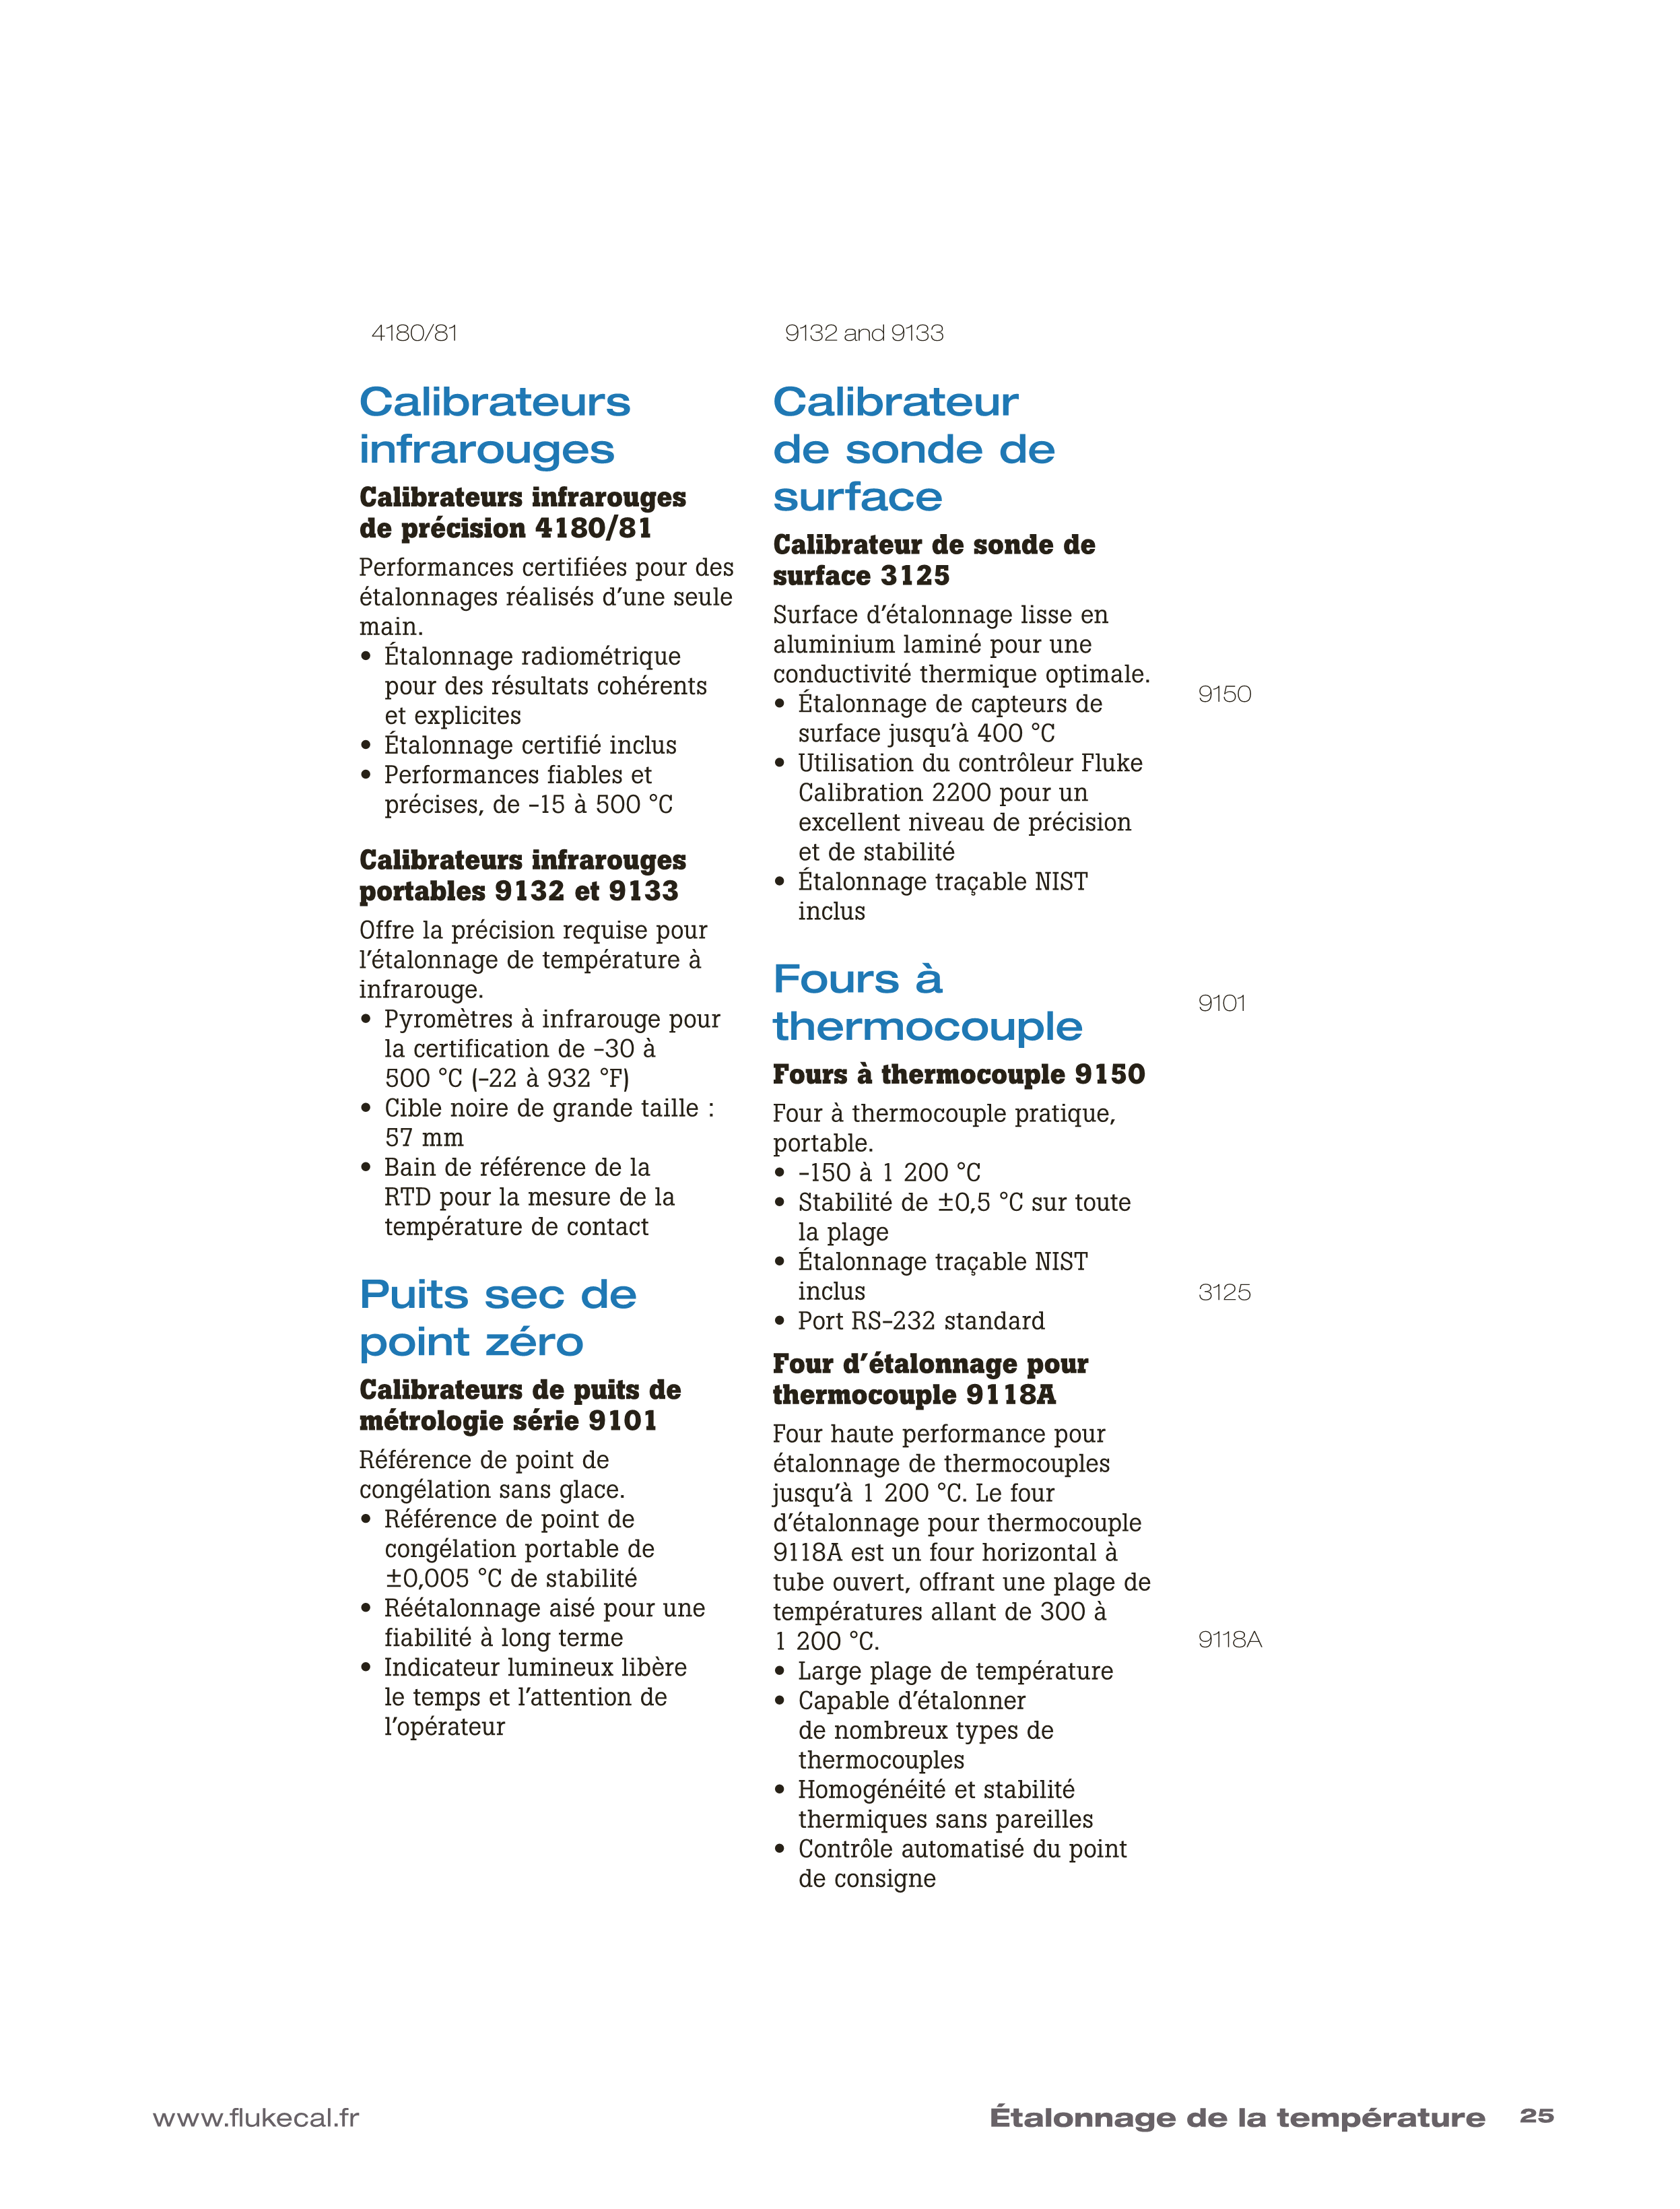 4180/81
Calibrateurs
infrarouges
Calibrateurs infrarouges
de précision 4180/81
Performances certifiées pour des
étalonnages réalisés d’une seule
main.
• Étalonnage radiométrique
pour des résultats cohérents
et explicites
• Étalonnage certifié inclus
• Performances fiables et
précises, de -15 à 500 °C
Calibrateurs infrarouges
portables 9132 et 9133
Offre la précision requise pour
l’étalonnage de température à
infrarouge.
• Pyromètres à infrarouge pour
la certification de -30 à
500 °C (-22 à 932 °F)
• Cible noire de grande taille :
57 mm
• Bain de référence de la
RTD pour la mesure de la
température de contact
Puits sec de
point zéro
Calibrateurs de puits de
métrologie série 9101
Référence de point de
congélation sans glace.
• Référence de point de
congélation portable de
±0,005 °C de stabilité
• Réétalonnage aisé pour une
fiabilité à long terme
• Indicateur lumineux libère
le temps et l’attention de
l’opérateur
9132 and 9133
Calibrateur
de sonde de
surface
Calibrateur de sonde de
surface 3125
Surface d’étalonnage lisse en
aluminium laminé pour une
conductivité thermique optimale.
• Étalonnage de capteurs de
surface jusqu’à 400 °C
• Utilisation du contrôleur Fluke
Calibration 2200 pour un
excellent niveau de précision
et de stabilité
• Étalonnage traçable NIST
inclus
Fours à
thermocouple
Fours à thermocouple 9150
Four à thermocouple pratique,
portable.
• -150 à 1 200 °C
• Stabilité de ±0,5 °C sur toute
la plage
• Étalonnage traçable NIST
inclus
• Port RS-232 standard
Four d’étalonnage pour
thermocouple 9118A
Four haute performance pour
étalonnage de thermocouples
jusqu’à 1 200 °C. Le four
d’étalonnage pour thermocouple
9118A est un four horizontal à
tube ouvert, offrant une plage de
températures allant de 300 à
1 200 °C.
• Large plage de température
• Capable d’étalonner
de nombreux types de
thermocouples
• Homogénéité et stabilité
thermiques sans pareilles
• Contrôle automatisé du point
de consigne
9150
9101
3125
9118A
www.flukecal.fr
Étalonnage de la température 25